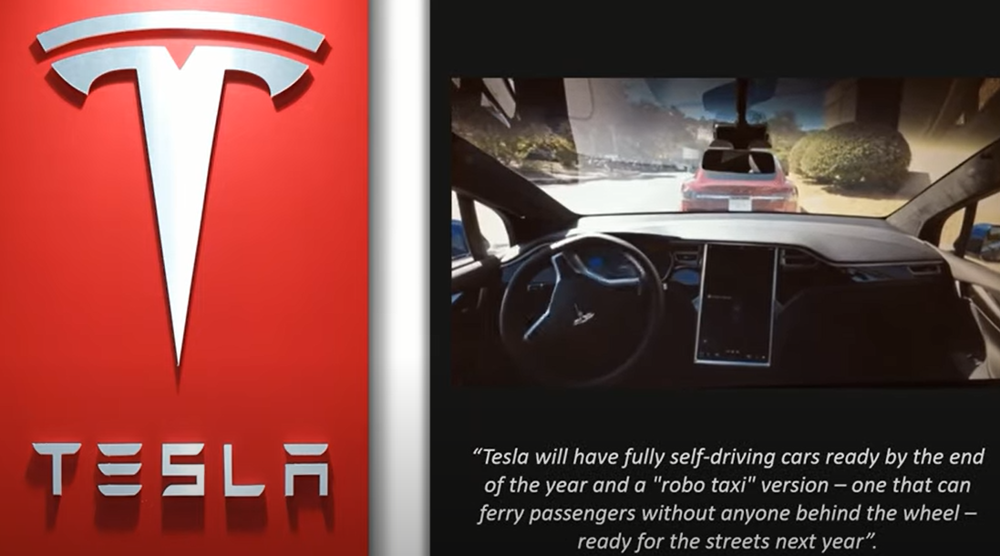 TESLA
“Tesla will have fully self-driving cars ready by the end
of the year and a "robo taxi" version – one that can
ferry passengers without anyone behind the wheel –
ready for the streets next year”.